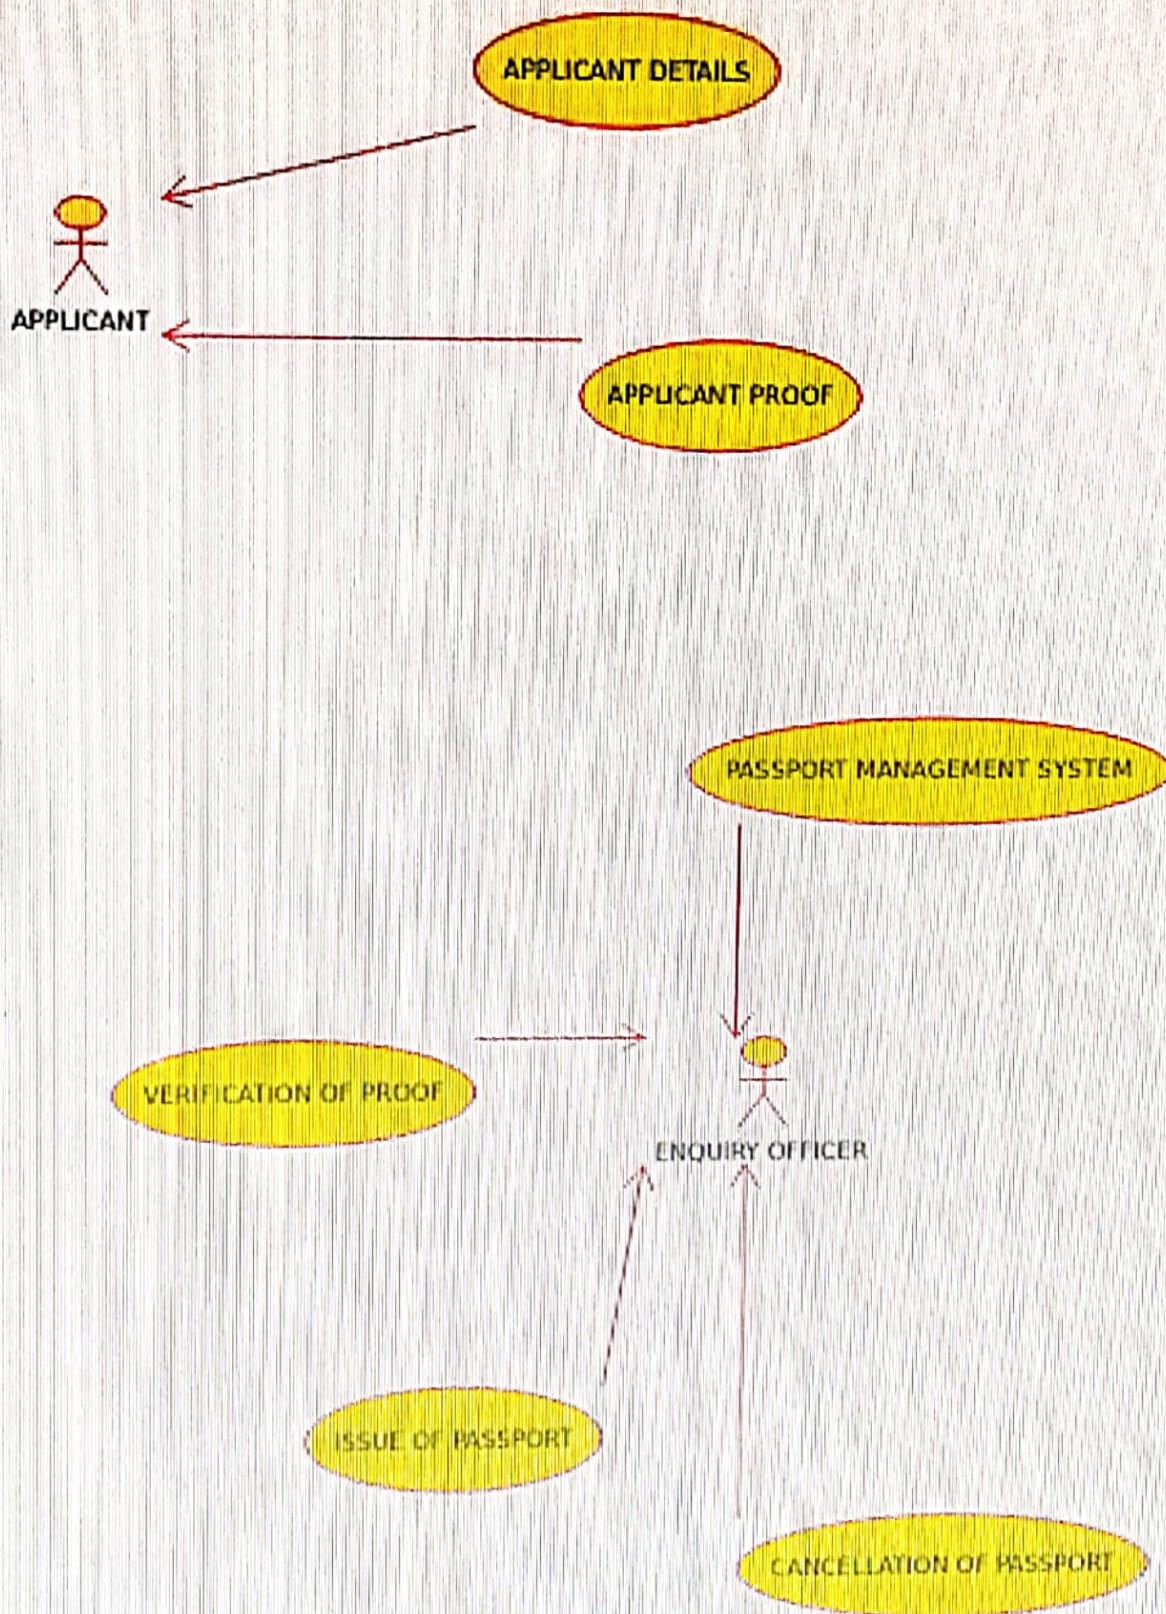 APPLICANT DETAILS
APPLICANT
APPLICANT PROOF
PASSPORT MANAGEMENT SYSTEM
VERIFICATION OF PROOF
ENQUIRY OFFICER
ISSUE OF PASSPORT
CANCELLATION OF PASSPORT